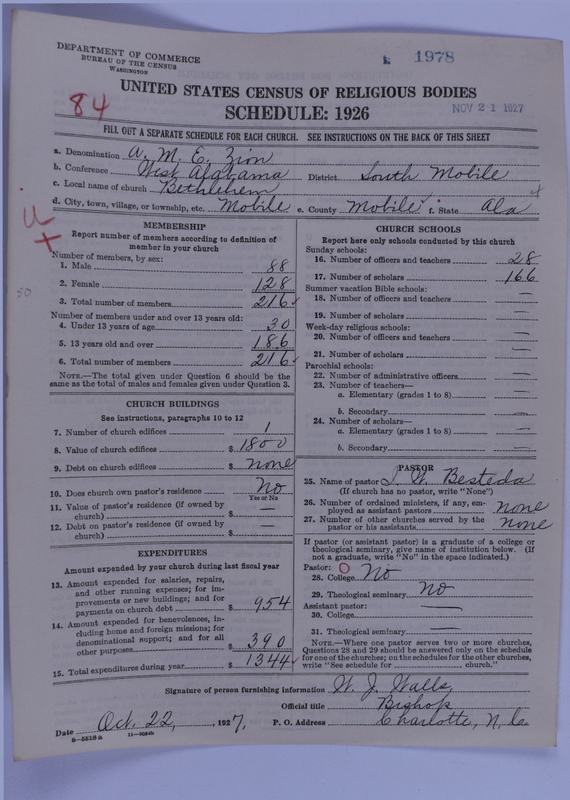 DEPARTMENT OF COMMERCE
BUREAU OF THE CENSUS
WASHINGTON
1978
UNITED STATES CENSUS OF RELIGIOUS BODIES
SCHEDULE: 1926
84
NOV 21 1927
FILL OUT A SEPARATE SCHEDULE FOR EACH CHURCH. SEE INSTRUCTIONS ON THE BACK OF THIS SHEET
a. Denomination A. M. E. Zion
b. Conference West Alabama District South Mobile
c. Local name of church Bethlehem
d. City, town, village, or township, etc. Mobile e. County Mobile f. State Ala
MEMBERSHIP
Report number of members according to definition of
member in your church
Number of members, by sex:
1. Male 88
2. Female 128
3. Total number of members 216
Number of members under and over 13 years old:
4. Under 13 years of age 30
5. 13 years old and over 186
6. Total number of members 216
NOTE.—The total given under Question 6 should be the
same as the total of males and females given under Question 3.
50
CHURCH BUILDINGS
See instructions, paragraphs 10 to 12
7. Number of church edifices 1
8. Value of church edifices $ 1800
9. Debt on church edifices $ none
10. Does church own pastor's residence No
Yes or No
11. Value of pastor's residence (if owned by
church) $ —
12. Debt on pastor's residence (if owned by
church) $ —
EXPENDITURES
Amount expended by your church during last fiscal year
13. Amount expended for salaries, repairs,
and other running expenses; for im-
provements or new buildings; and for
payments on church debt $ 954
14. Amount expended for benevolences, in-
cluding home and foreign missions; for
denominational support; and for all
other purposes $ 390
15. Total expenditures during year $ 1344
CHURCH SCHOOLS
Report here only schools conducted by this church
Sunday schools:
16. Number of officers and teachers 28
17. Number of scholars 166
Summer vacation Bible schools:
18. Number of officers and teachers —
19. Number of scholars —
Week-day religious schools:
20. Number of officers and teachers —
21. Number of scholars —
Parochial schools:
22. Number of administrative officers —
23. Number of teachers—
a. Elementary (grades 1 to 8) —
b. Secondary —
24. Number of scholars—
a. Elementary (grades 1 to 8) —
b. Secondary —
PASTOR
25. Name of pastor W. Besteda
(If church has no pastor, write "None")
26. Number of ordained ministers, if any, em-
ployed as assistant pastors none
27. Number of other churches served by the
pastor or his assistants none
If pastor (or assistant pastor) is a graduate of a college or
theological seminary, give name of institution below. (If
not a graduate, write "No" in the space indicated.)
Pastor: O
28. College No
29. Theological seminary No
Assistant pastor:
30. College —
31. Theological seminary —
NOTE.—Where one pastor serves two or more churches,
Questions 28 and 29 should be answered only on the schedule
for one of the churches; on the schedules for the other churches,
write "See schedule for church."
Signature of person furnishing information W. J. Walls
Official title Bishop
Date Oct. 22, , 1927. P. O. Address Charlotte, N. C.